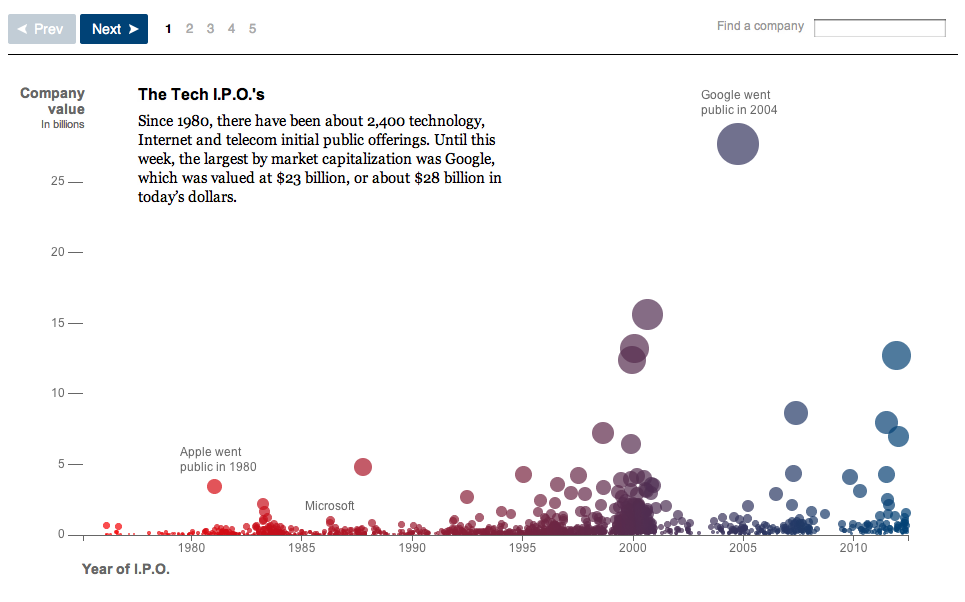 Prev Next 1 2 3 4 5 Find a company
Company
value
In billions
The Tech I.P.O.'s
Since 1980, there have been about 2,400 technology,
Internet and telecom initial public offerings. Until this
week, the largest by market capitalization was Google,
which was valued at $23 billion, or about $28 billion in
today's dollars.
Google went
public in 2004
25
20
15
10
5
0
Apple went
public in 1980
Microsoft
1980 1985 1990 1995 2000 2005 2010
Year of I.P.O.